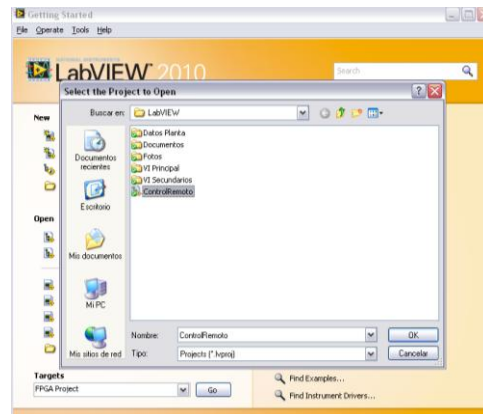 Getting Started
File Operate Tools Help
LabVIEW 2010
Search
Select the Project to Open
New
Buscar en:
LabVIEW
Documentos recientes
Escritorio
Mis documentos
Mi PC
Mis sitios de red
Datos Planta
Documentos
Fotos
VI Principal
VI Secundarios
ControlRemoto
Open
Nombre:
ControlRemoto
OK
Tipo:
Projects (*.lvproj)
Cancelar
Targets
FPGA Project
Go
Find Examples...
Find Instrument Drivers...